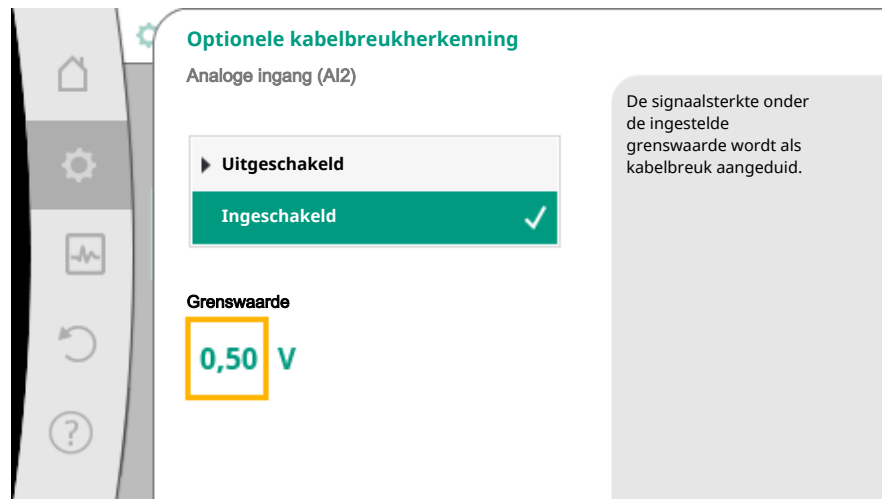 Optionele kabelbreukherkenning
Analoge ingang (AI2)
Uitgeschakeld
Ingeschakeld
Grenswaarde
0,50 V
De signaalsterkte onder
de ingestelde
grenswaarde wordt als
kabelbreuk aangeduid.
?